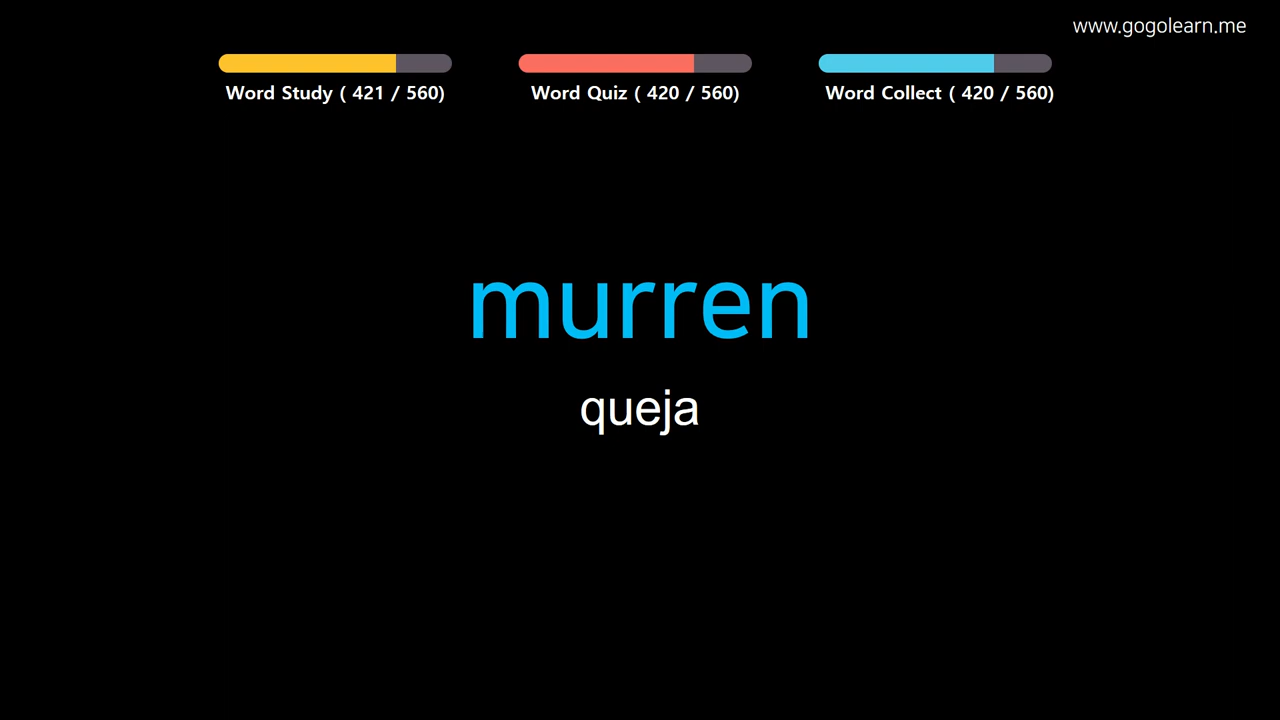 www.gogolearn.me
Word Study ( 421 / 560)
Word Quiz ( 420 / 560)
Word Collect ( 420 / 560)
murren
queja